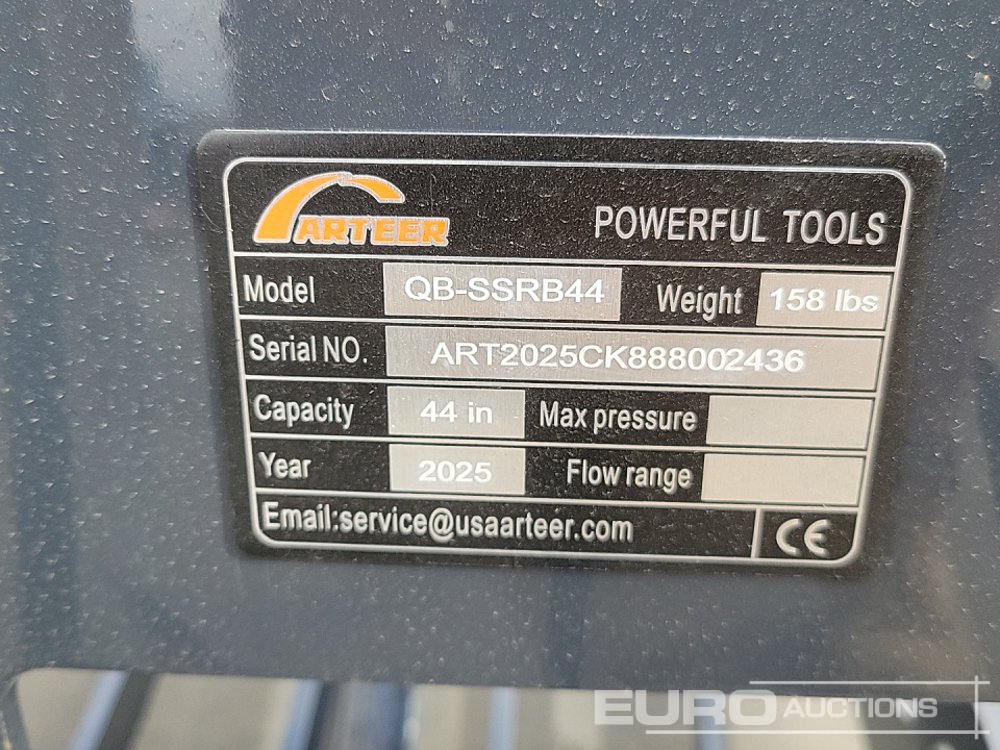 ARTEER POWERFUL TOOLS
Model QB-SSRB44 Weight 158 lbs
Serial NO. ART2025CK888002436
Capacity 44 in Max pressure
Year 2025 Flow range
Email:service@usaarteer.com CE
EURO AUCTIONS